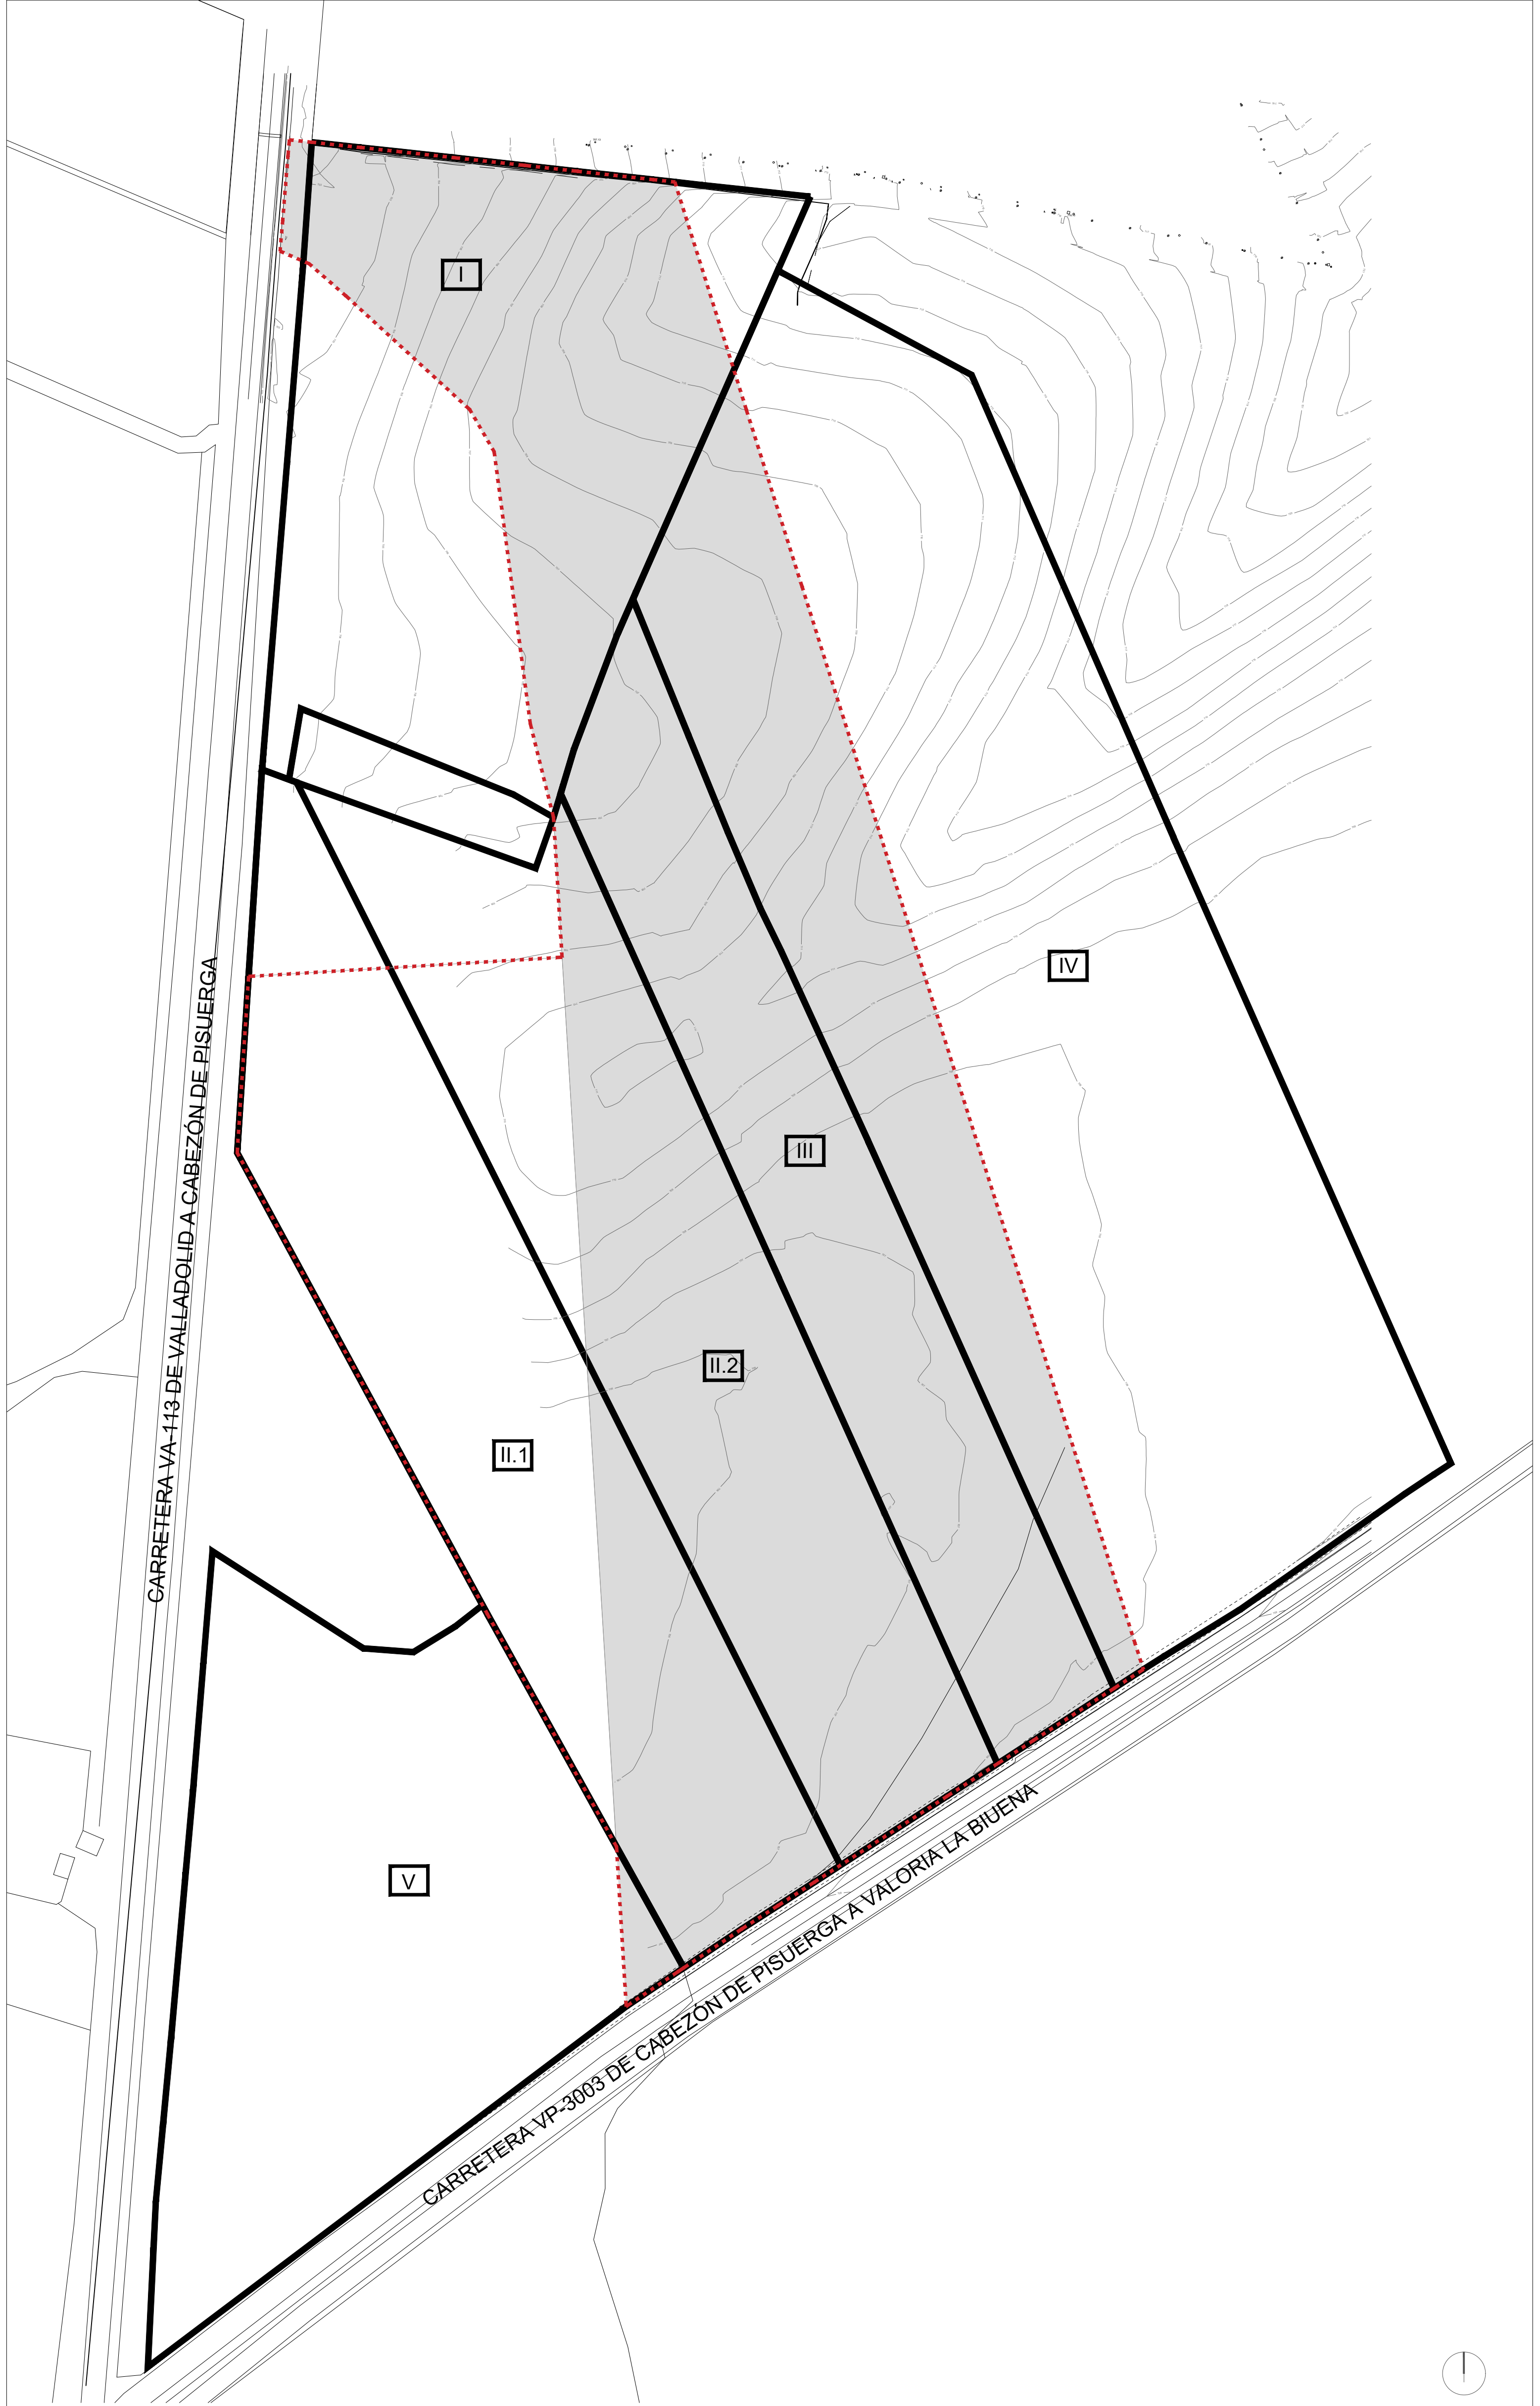 I
IV
III
II.2
II.1
V
CARRETERA VA-113 DE VALLADOLID A CABEZÓN DE PISUERGA
CARRETERA VP-3003 DE CABEZÓN DE PISUERGA A VALORIA LA BIUENA